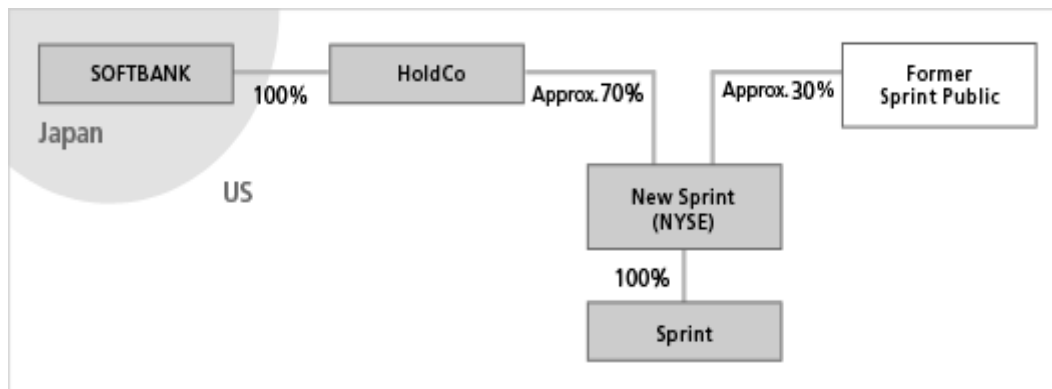 SOFTBANK
100%
HoldCo
Approx. 70%
Approx. 30%
Former
Sprint Public
Japan
US
New Sprint
(NYSE)
100%
Sprint